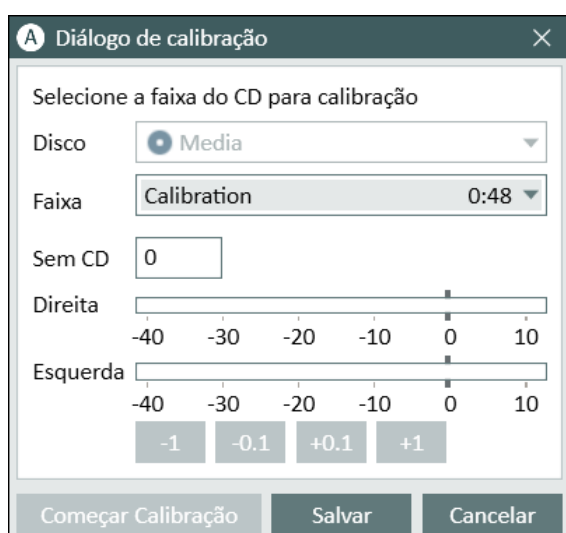 A Diálogo de calibração
Selecione a faixa do CD para calibração
Disco Media
Faixa Calibration 0:48
Sem CD 0
Direita
-40 -30 -20 -10 0 10
Esquerda
-40 -30 -20 -10 0 10
-1 -0.1 +0.1 +1
Começar Calibração Salvar Cancelar